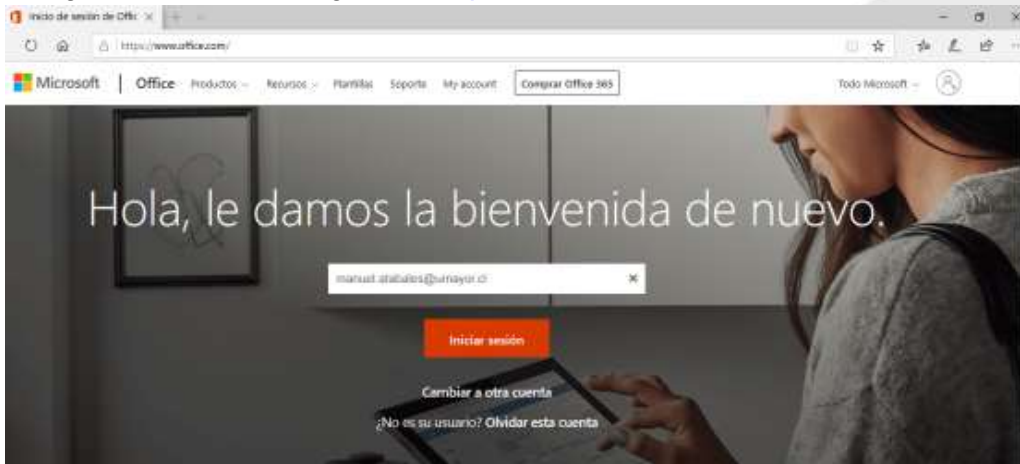 Inicio de sesión de Offic
https://www.office.com/
Microsoft | Office Productos Recursos Plantillas Soporte My account Comprar Office 365 Todo Microsoft
Hola, le damos la bienvenida de nuevo.
Iniciar sesión
Cambiar a otra cuenta
¿No es su usuario? Olvidar esta cuenta